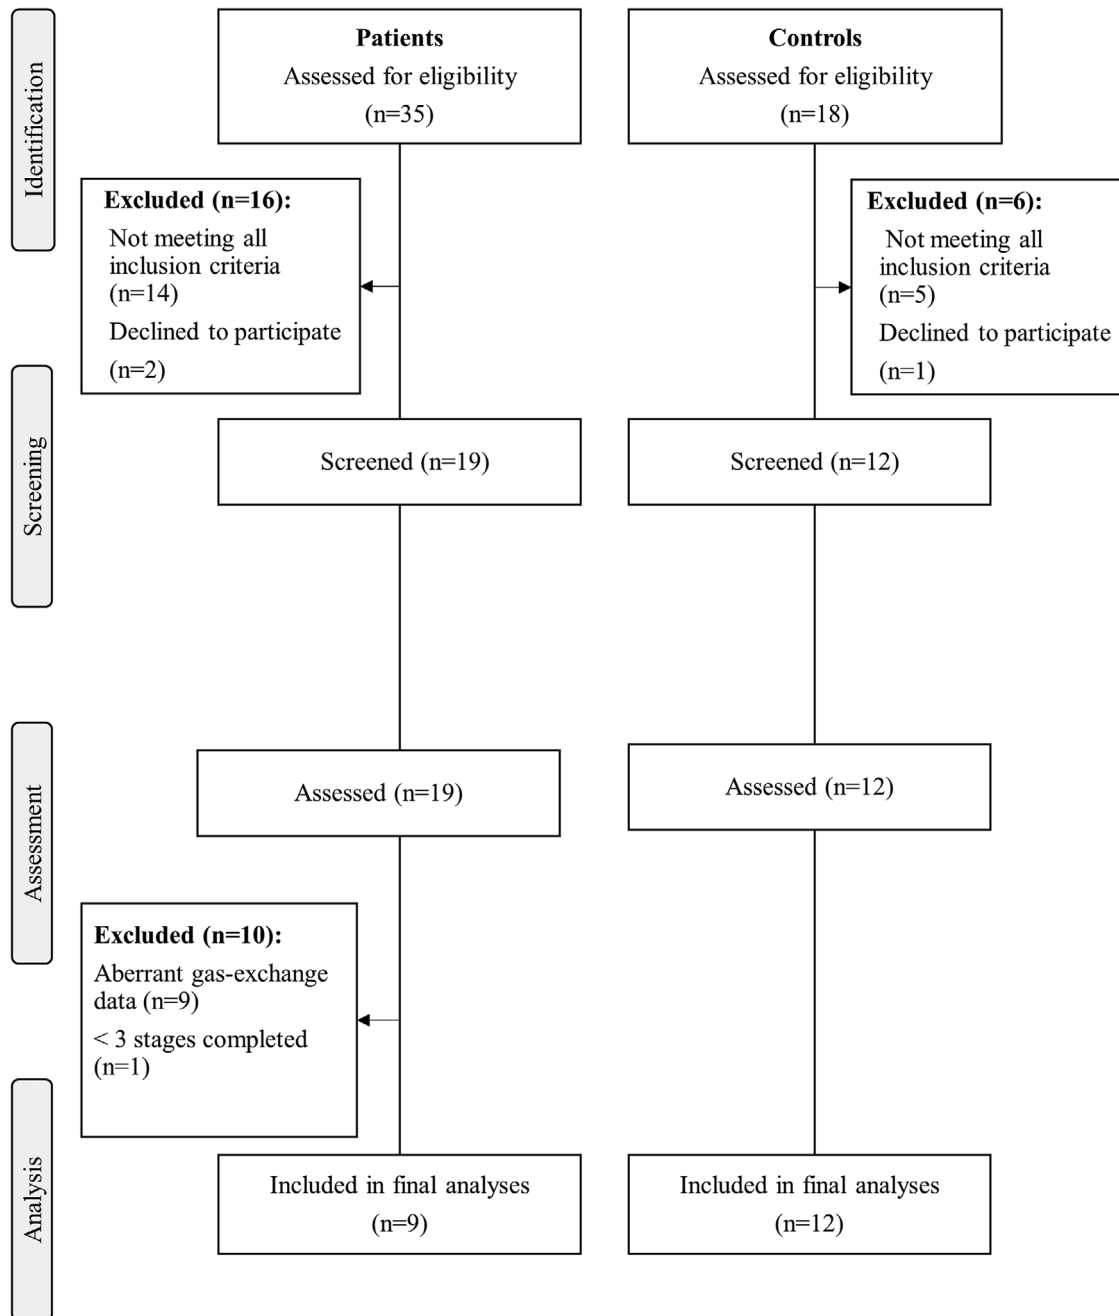 Identification
Patients
Assessed for eligibility
(n=35)
Controls
Assessed for eligibility
(n=18)
Excluded (n=16):
Not meeting all
inclusion criteria
(n=14)
Declined to participate
(n=2)
Excluded (n=6):
Not meeting all
inclusion criteria
(n=5)
Declined to participate
(n=1)
Screening
Screened (n=19)
Screened (n=12)
Assessment
Assessed (n=19)
Assessed (n=12)
Excluded (n=10):
Aberrant gas-exchange
data (n=9)
< 3 stages completed
(n=1)
Analysis
Included in final analyses
(n=9)
Included in final analyses
(n=12)